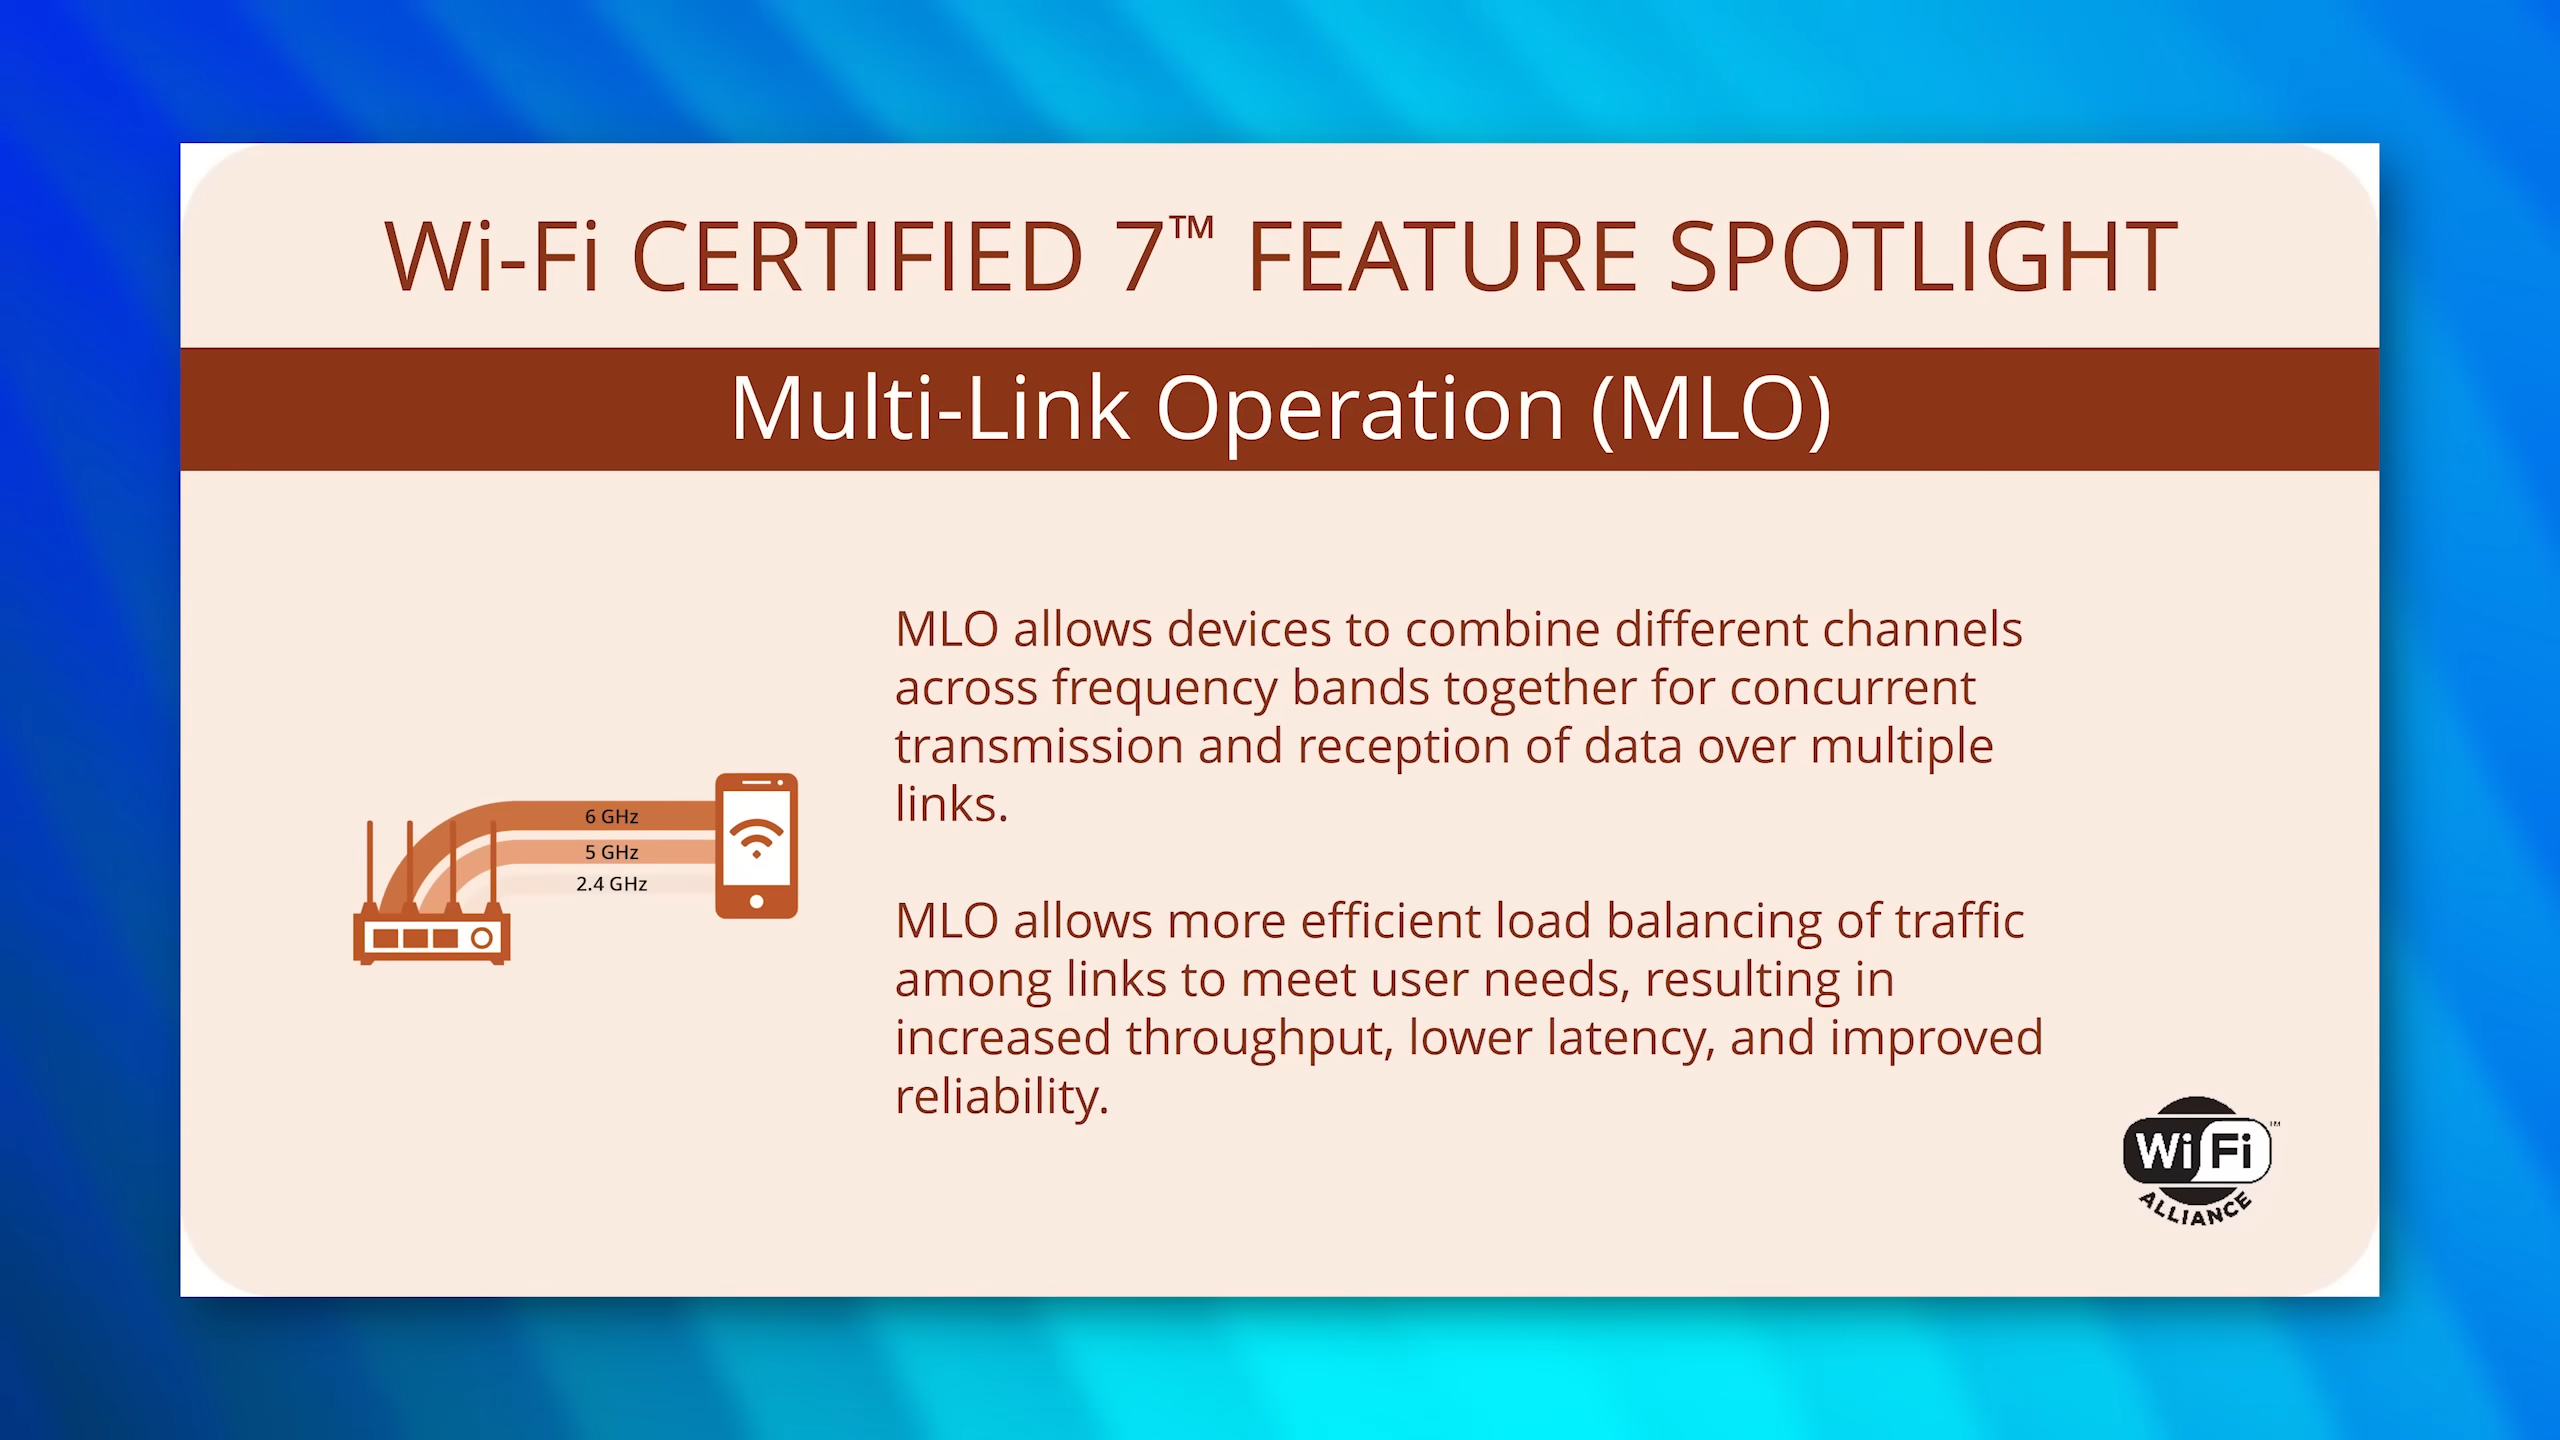 Wi-Fi CERTIFIED 7™ FEATURE SPOTLIGHT
Multi-Link Operation (MLO)
MLO allows devices to combine different channels
across frequency bands together for concurrent
transmission and reception of data over multiple
links.
MLO allows more efficient load balancing of traffic
among links to meet user needs, resulting in
increased throughput, lower latency, and improved
reliability.
6 GHz
5 GHz
2.4 GHz
Wi Fi™
ALLIANCE